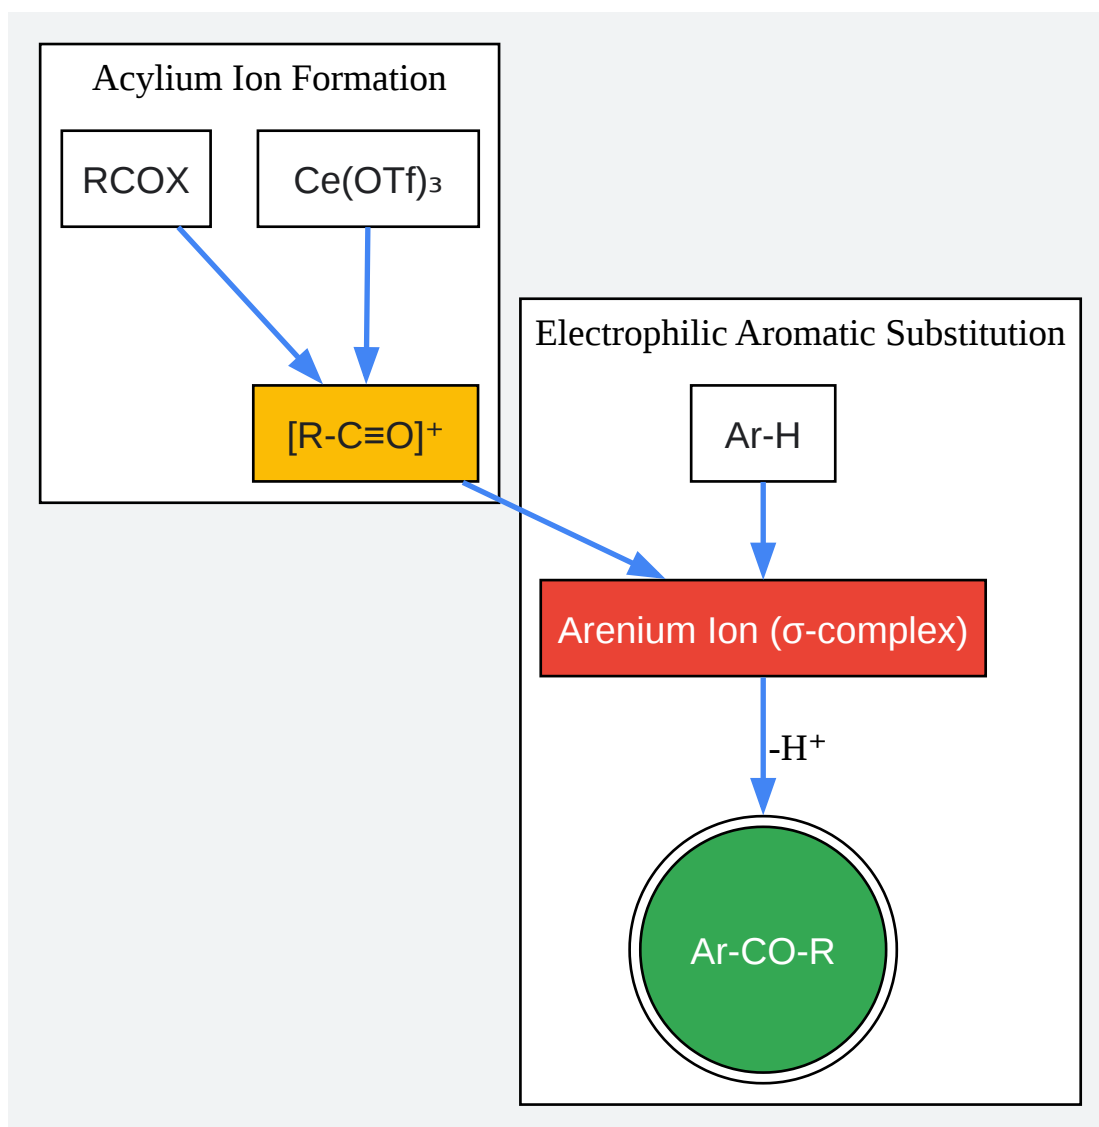 Acylium Ion Formation
RCOX
Ce(OTf)₃
[R-C≡O]⁺
Electrophilic Aromatic Substitution
Ar-H
Arenium Ion (σ-complex)
-H⁺
Ar-CO-R